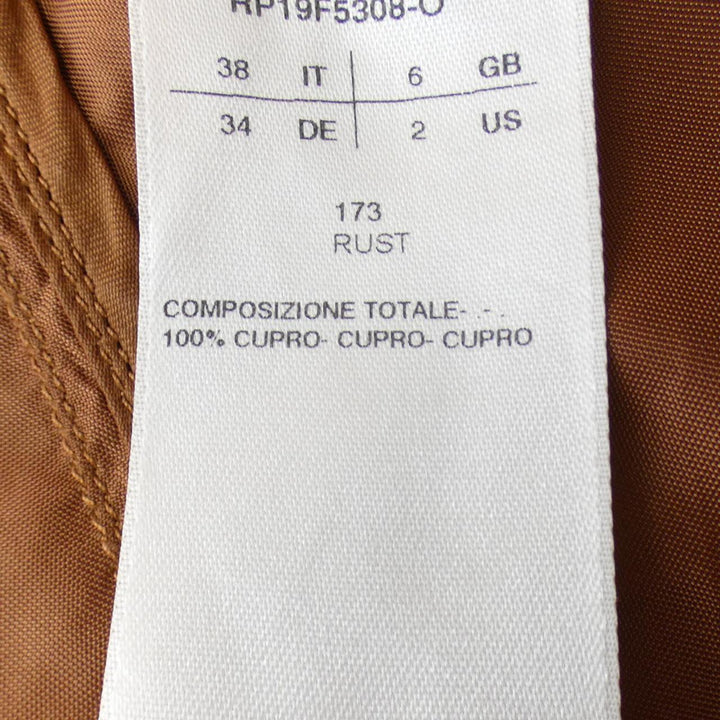 RP19F5308-O
38 IT 6 GB
34 DE 2 US
173
RUST
COMPOSIZIONE TOTALE- .- .
100% CUPRO- CUPRO- CUPRO